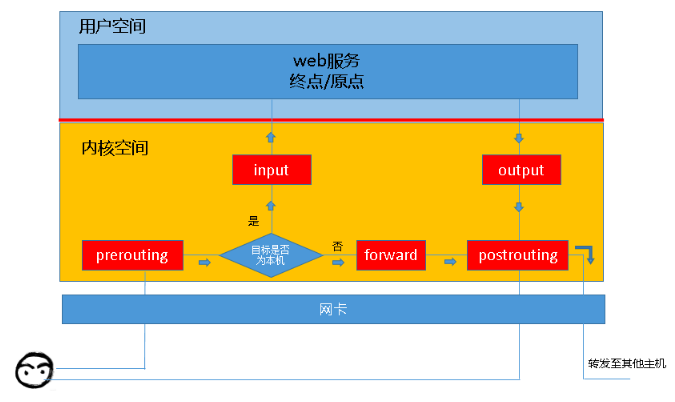 用户空间
web服务
终点/原点
内核空间
input
output
是
目标是否
为本机
否
prerouting
forward
postrouting
网卡
转发至其他主机